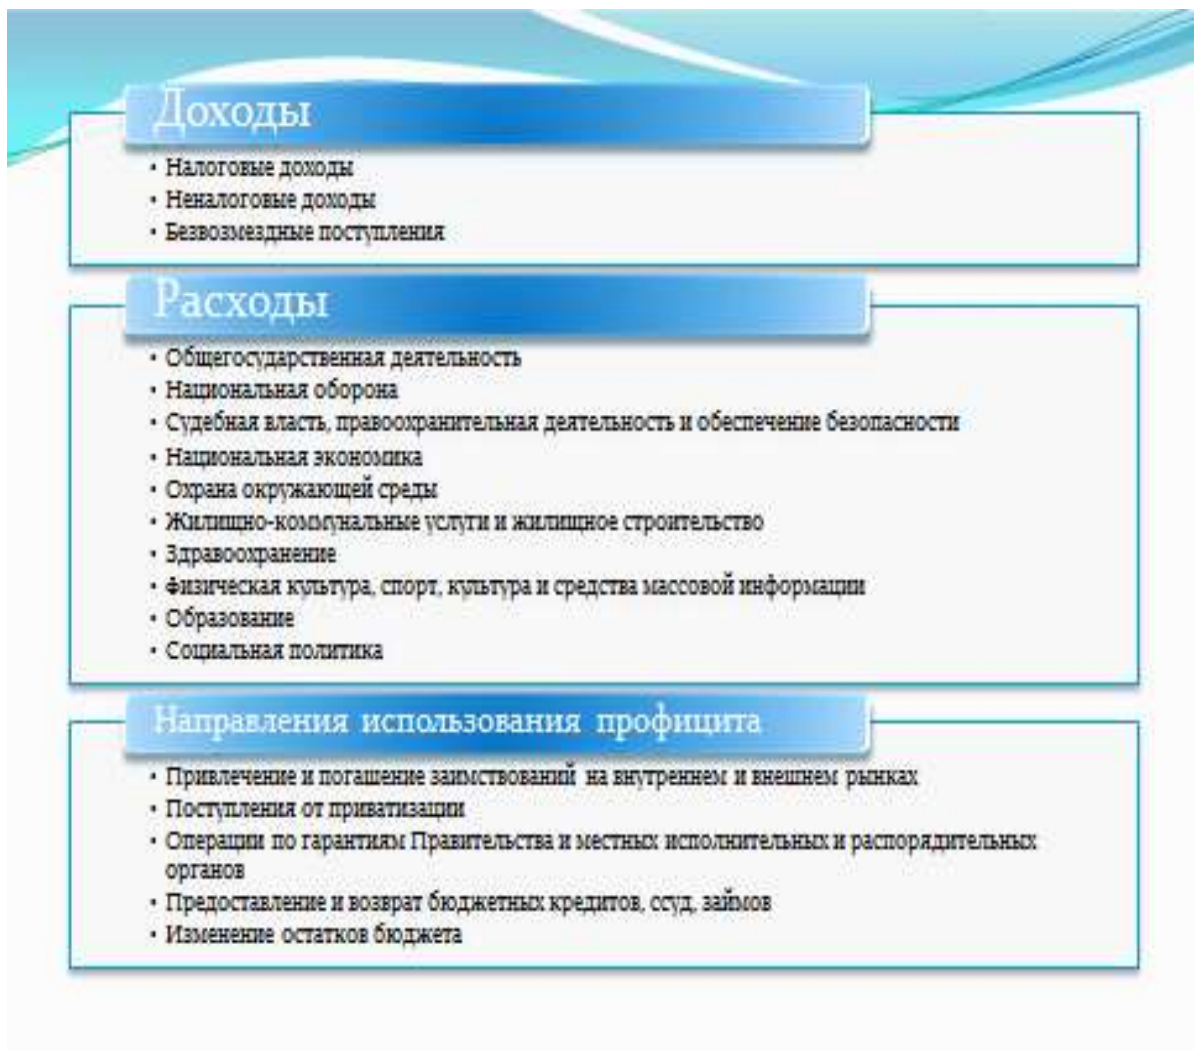 Доходы
• Налоговые доходы
• Неналоговые доходы
• Безвозмездные поступления
Расходы
• Общегосударственная деятельность
• Национальная оборона
• Судебная власть, правоохранительная деятельность и обеспечение безопасности
• Национальная экономика
• Охрана окружающей среды
• Жилищно-коммунальные услуги и жилищное строительство
• Здравоохранение
• Физическая культура, спорт, культура и средства массовой информации
• Образование
• Социальная политика
Направления использования профицита
• Привлечение и погашение заимствований на внутреннем и внешнем рынках
• Поступления от приватизации
• Операции по гарантиям Правительства и местных исполнительных и распорядительных
органов
• Предоставление и возврат бюджетных кредитов, ссуд, займов
• Изменение остатков бюджета